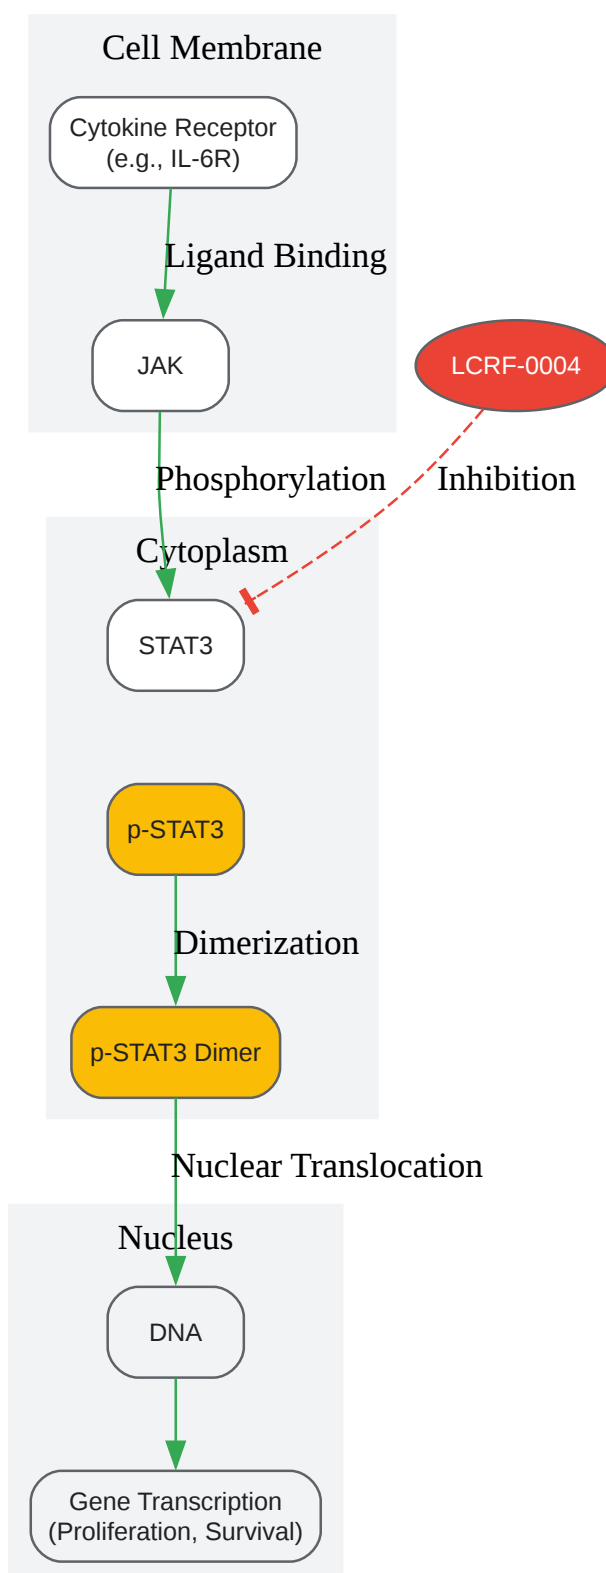 Cell Membrane
Cytokine Receptor
(e.g., IL-6R)
Ligand Binding
JAK
LCRF-0004
Phosphorylation
Inhibition
Cytoplasm
STAT3
p-STAT3
Dimerization
p-STAT3 Dimer
Nuclear Translocation
Nucleus
DNA
Gene Transcription
(Proliferation, Survival)